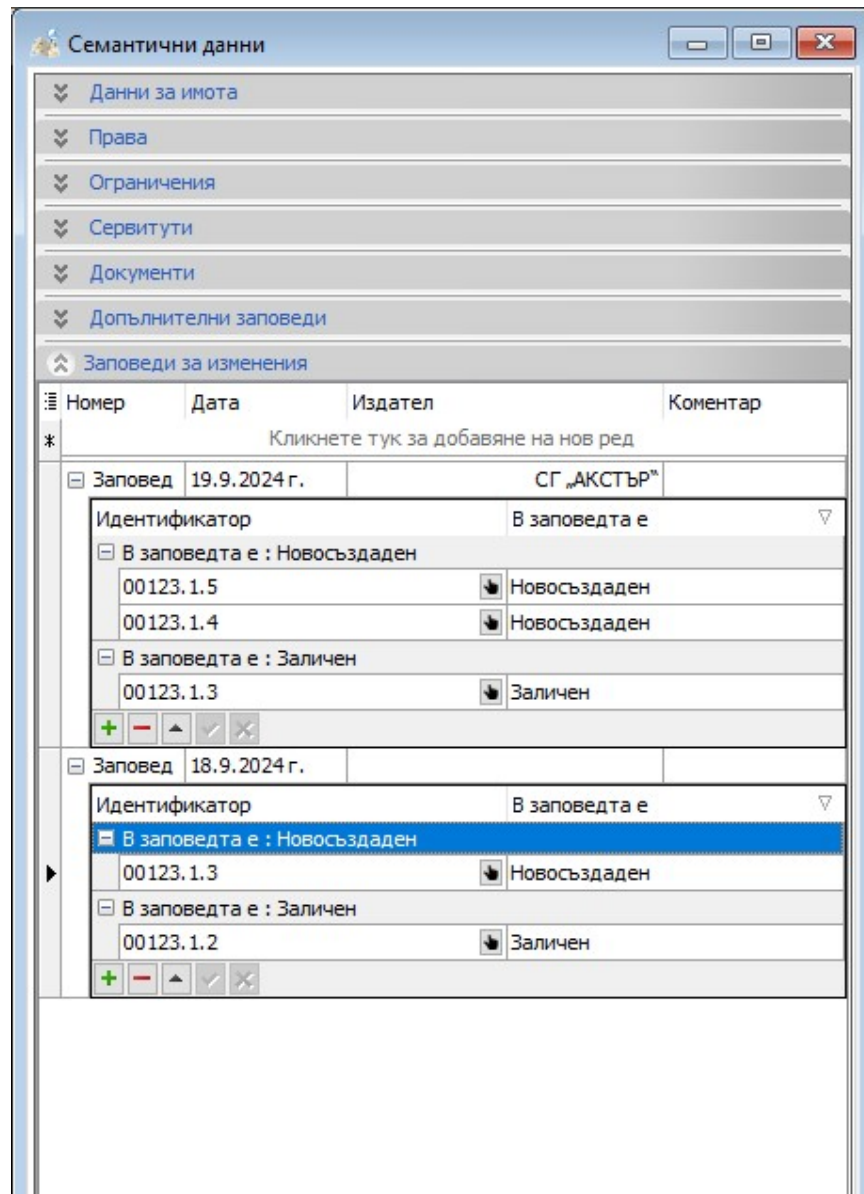 Семантични данни
Данни за имота
Права
Ограничения
Сервитути
Документи
Допълнителни заповеди
Заповеди за изменения
Номер Дата Издател Коментар
Кликнете тук за добавяне на нов ред
Заповед 19.9.2024 г. СГ „АКСТЪР“
Идентификатор В заповедта е
В заповедта е : Новосъздаден
00123.1.5 Новосъздаден
00123.1.4 Новосъздаден
В заповедта е : Заличен
00123.1.3 Заличен
Заповед 18.9.2024 г.
Идентификатор В заповедта е
В заповедта е : Новосъздаден
00123.1.3 Новосъздаден
В заповедта е : Заличен
00123.1.2 Заличен